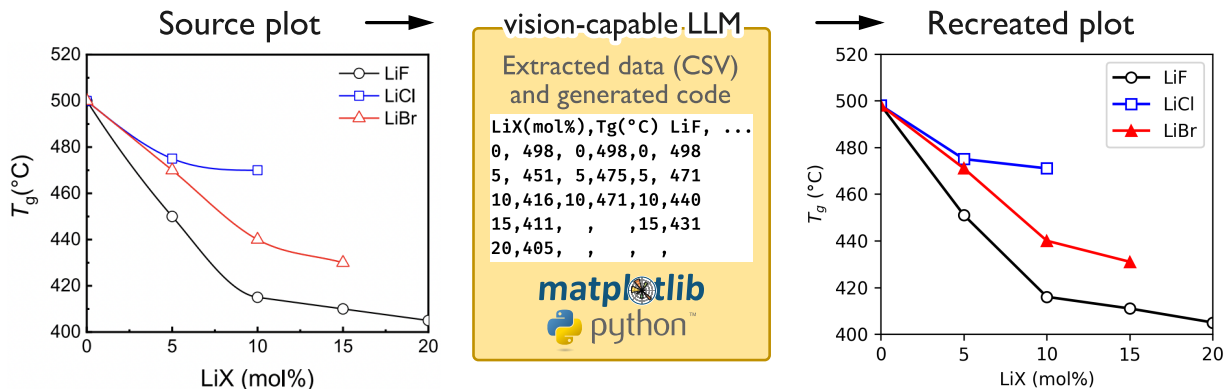 Source plot
520
500
480
460
440
420
400
Tg(°C)
LiF
LiCl
LiBr
0 5 10 15 20
LiX (mol%)
vision-capable LLM
Extracted data (CSV)
and generated code
LiX(mol%),Tg(°C) LiF, ...
0, 498, 0,498,0, 498
5, 451, 5,475,5, 471
10,416,10,471,10,440
15,411, , ,15,431
20,405, , , ,
matplotlib
python™
Recreated plot
520
500
480
460
440
420
400
Tg (°C)
LiF
LiCl
LiBr
0 5 10 15 20
LiX (mol%)